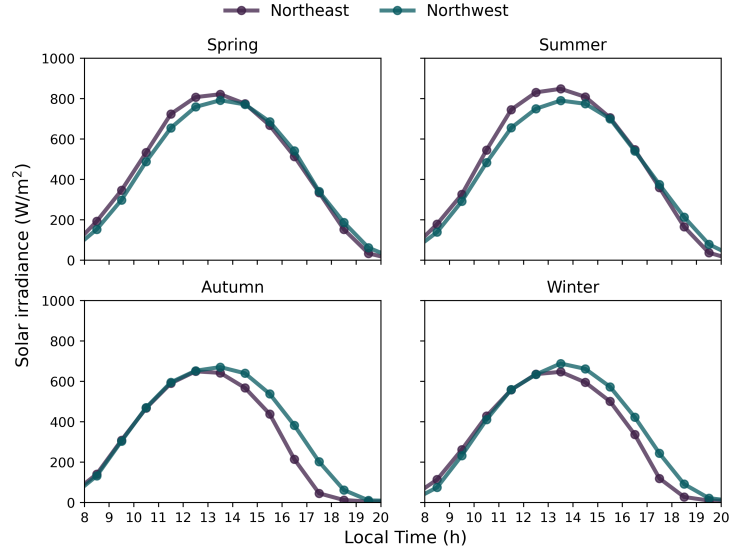 Northeast Northwest
Spring Summer
1000
800
600
400
200
0
Solar irradiance (W/m²)
Autumn Winter
1000
800
600
400
200
0
8 9 10 11 12 13 14 15 16 17 18 19 20 8 9 10 11 12 13 14 15 16 17 18 19 20
Local Time (h)